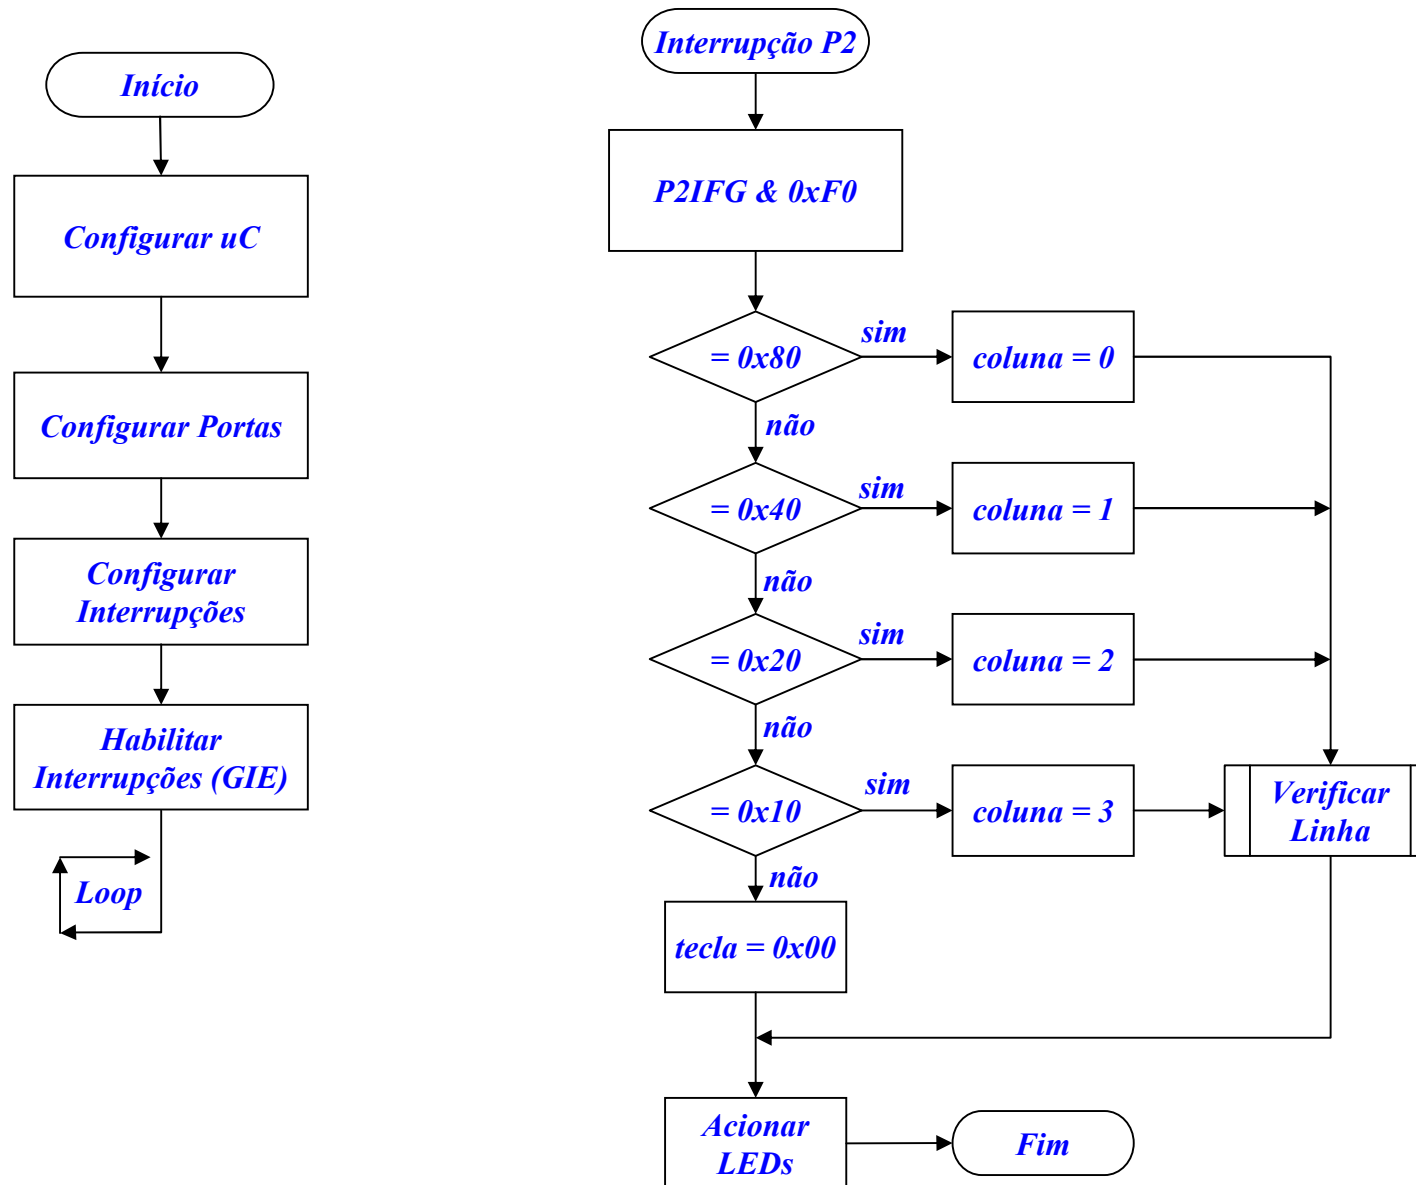 Início
Configurar uC
Configurar Portas
Configurar
Interrupções
Habilitar
Interrupções (GIE)
Loop
Interrupção P2
P2IFG & 0xF0
= 0x80
sim
coluna = 0
não
= 0x40
sim
coluna = 1
não
= 0x20
sim
coluna = 2
não
= 0x10
sim
coluna = 3
Verificar
Linha
não
tecla = 0x00
Acionar
LEDs
Fim